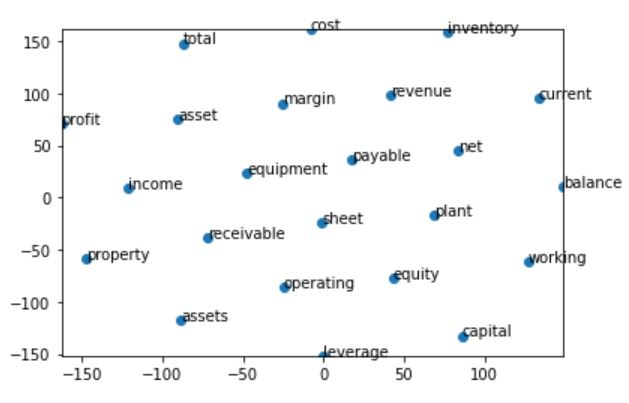 cost
inventory
150
total
100
margin
revenue
current
profit
asset
50
equipment
payable
net
0
income
balance
sheet
plant
−50
receivable
property
working
operating
equity
−100
assets
capital
−150
leverage
−150 −100 −50 0 50 100